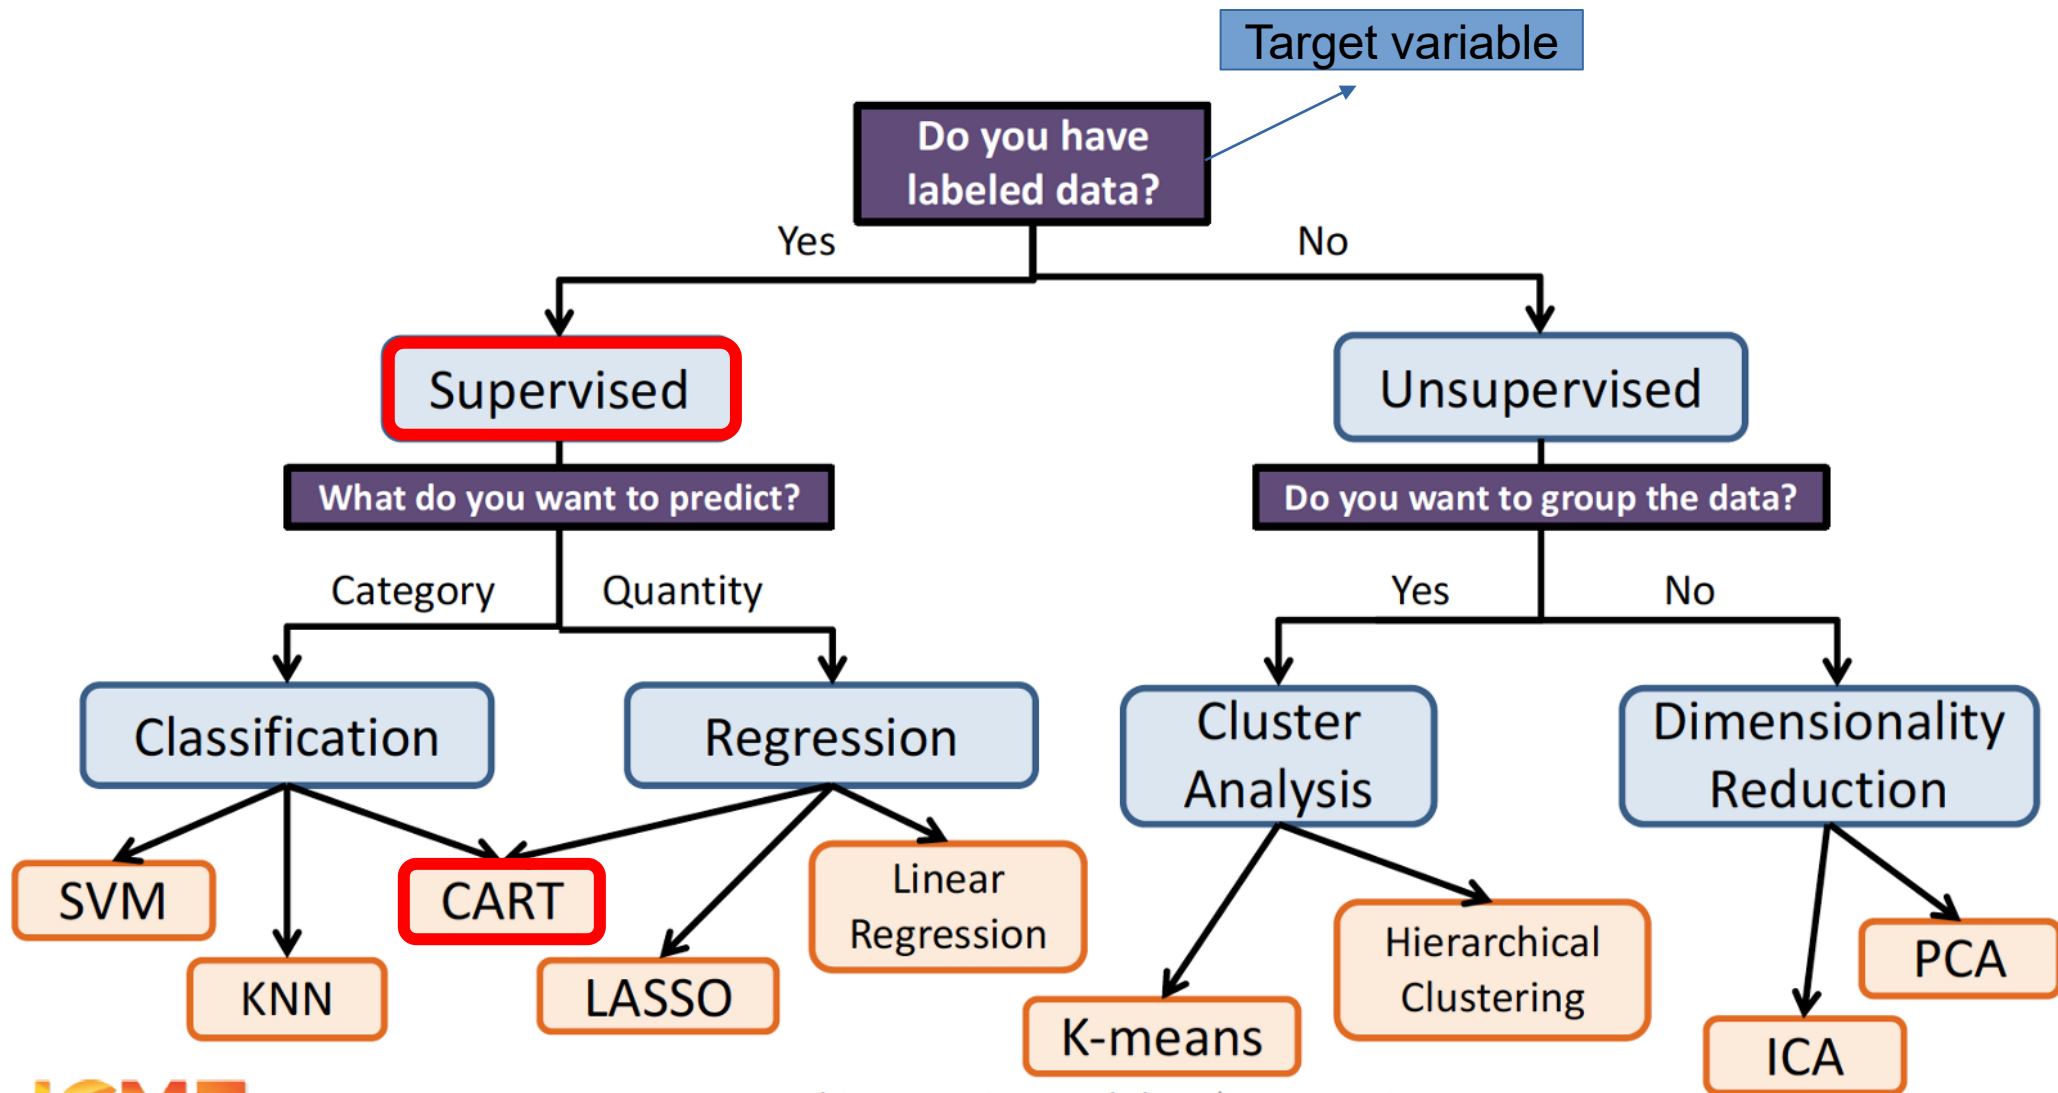 Target variable
Do you have
labeled data?
Yes
No
Supervised
Unsupervised
What do you want to predict?
Do you want to group the data?
Category
Quantity
Yes
No
Classification
Regression
Cluster
Analysis
Dimensionality
Reduction
SVM
CART
Linear
Regression
KNN
LASSO
Hierarchical
Clustering
PCA
K-means
ICA